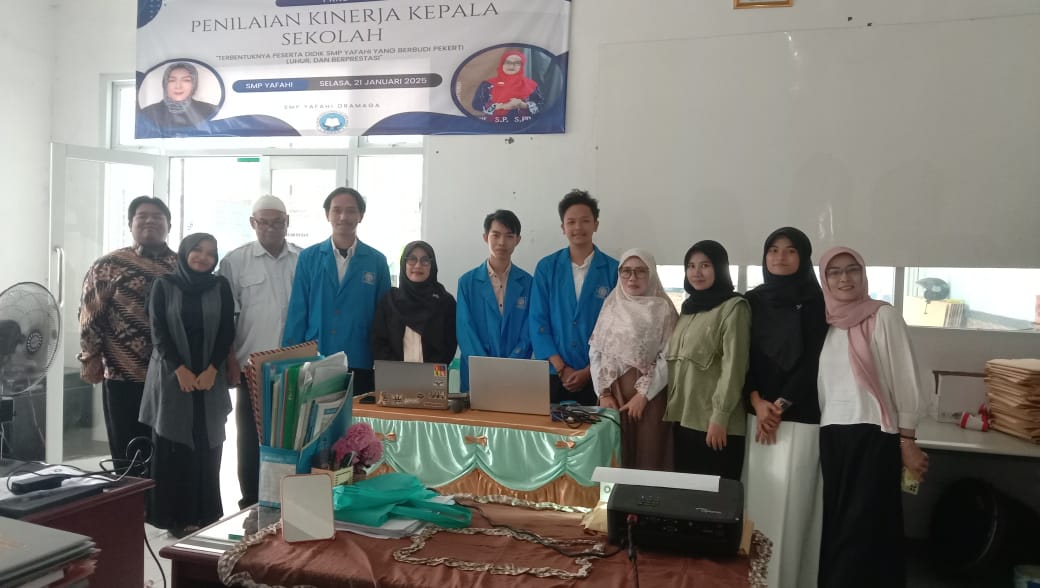 PENILAIAN KINERJA KEPALA
SEKOLAH
"TERBENTUKNYA PESERTA DIDIK SMP YAFAHI YANG BERBUDI PEKERTI
LUHUR, DAN BERPRESTASI"
SMP YAFAHI SELASA, 21 JANUARI 2025
SMP YAFAHI DRAMAGA
S.P, S.Pd